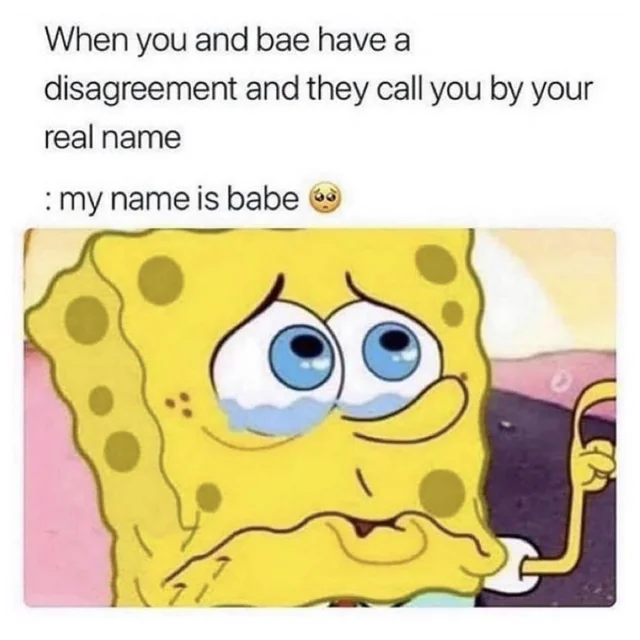 When you and bae have a
disagreement and they call you by your
real name
: my name is babe 🥺